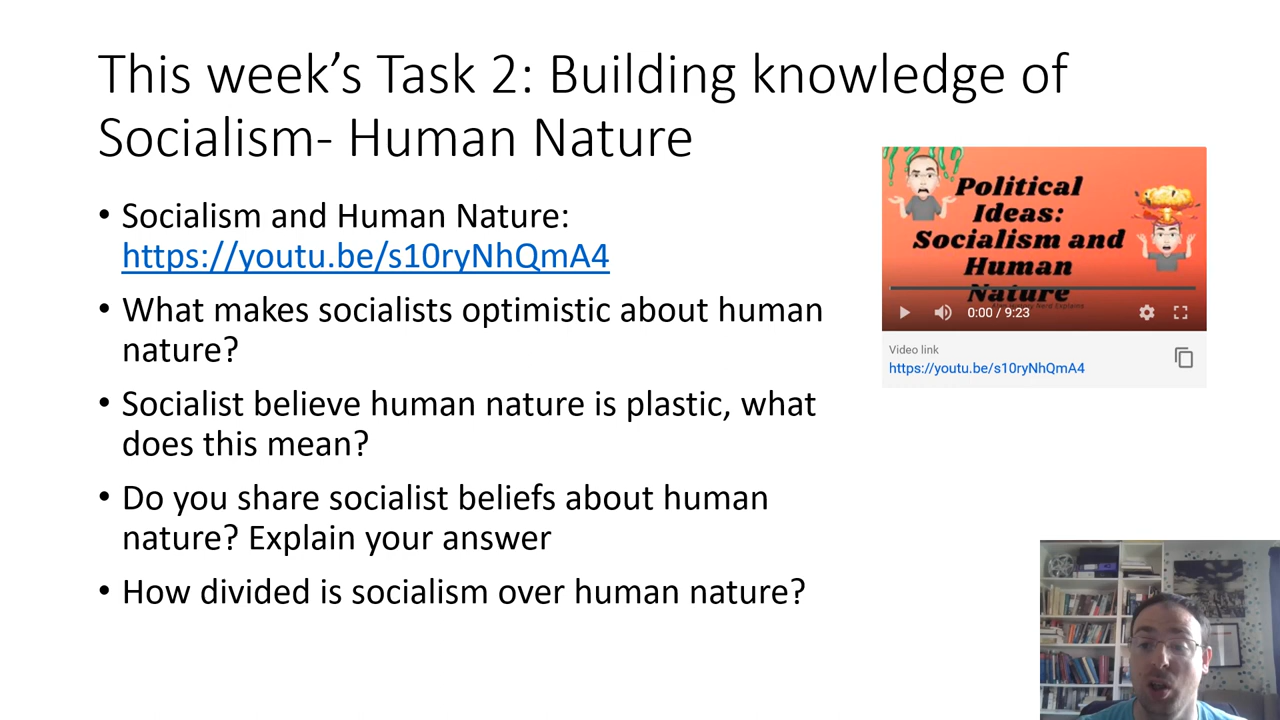 This week's Task 2: Building knowledge of
Socialism- Human Nature
• Socialism and Human Nature:
https://youtu.be/s10ryNhQmA4
• What makes socialists optimistic about human
nature?
• Socialist believe human nature is plastic, what
does this mean?
• Do you share socialist beliefs about human
nature? Explain your answer
• How divided is socialism over human nature?
Political
Ideas:
Socialism and
Human
Nature
0:00 / 9:23
Video link
https://youtu.be/s10ryNhQmA4